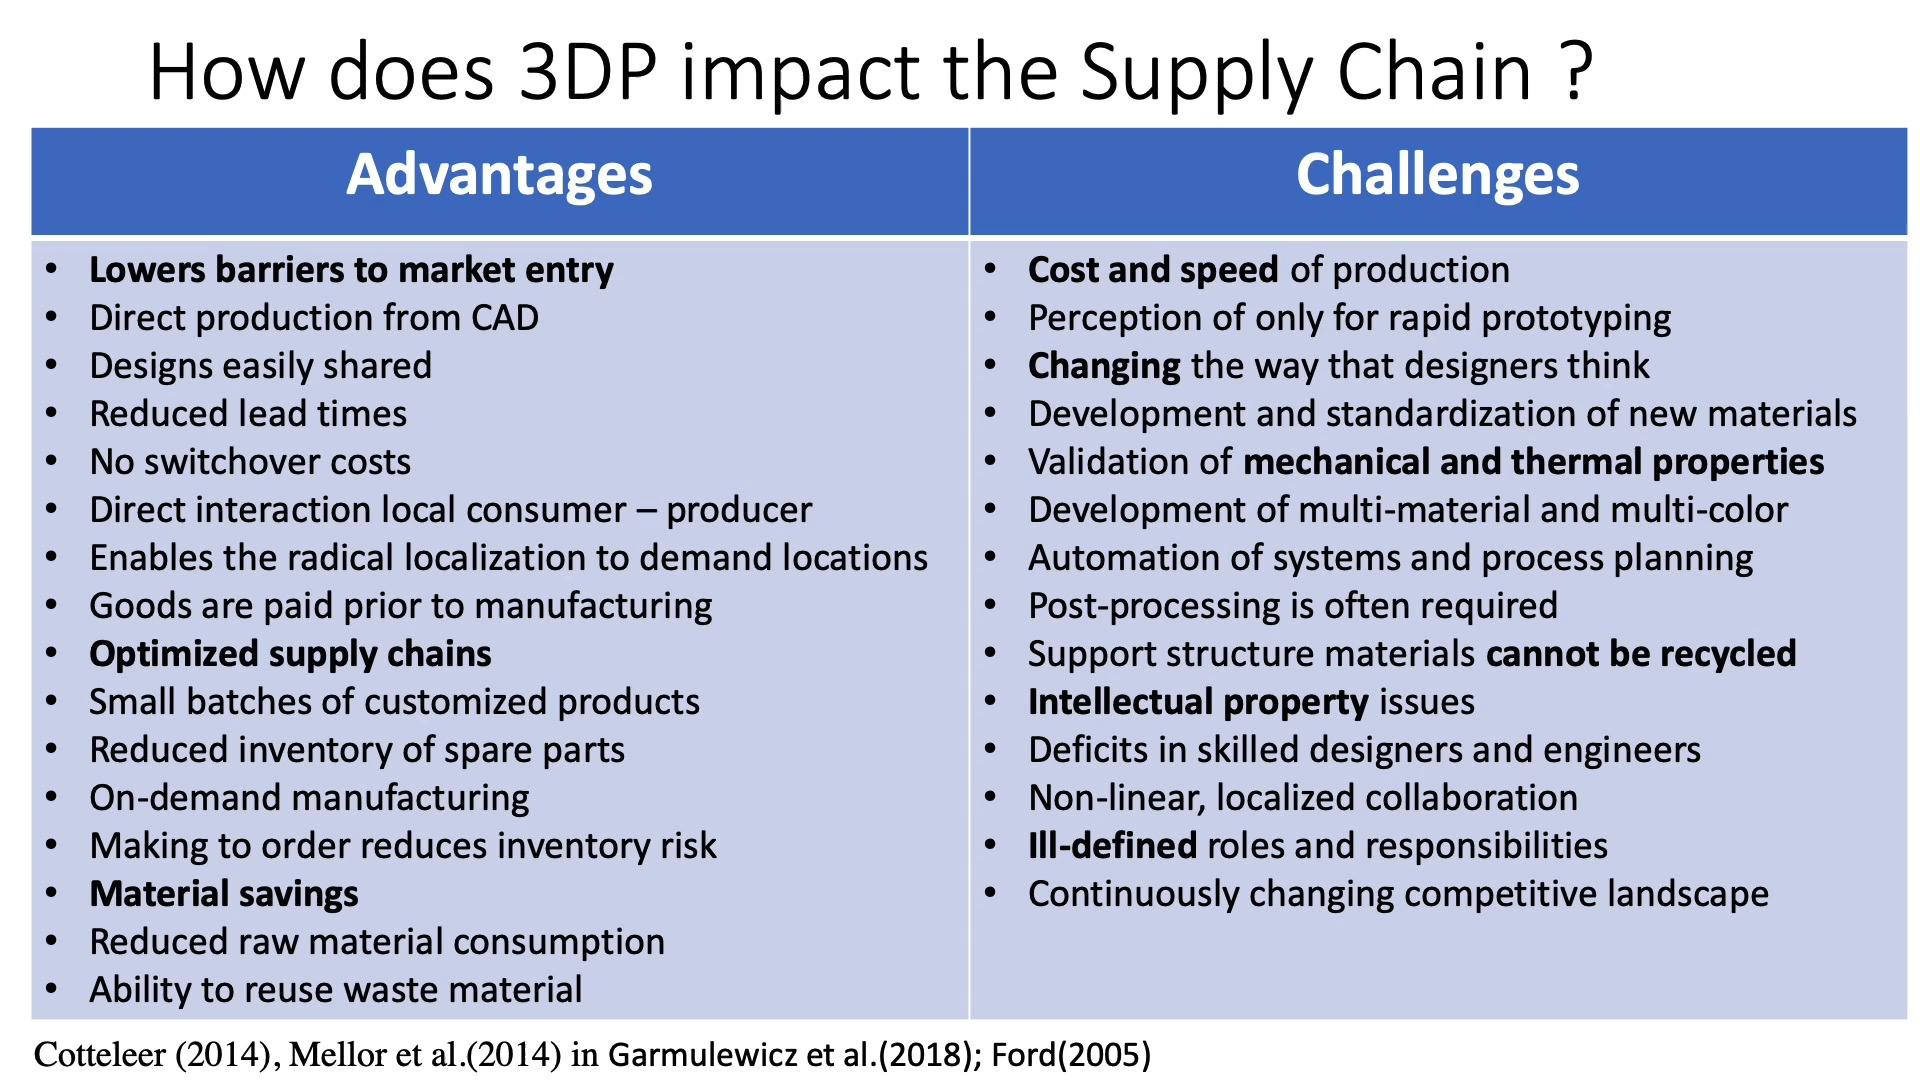 How does 3DP impact the Supply Chain ?
Advantages
• Lowers barriers to market entry
• Direct production from CAD
• Designs easily shared
• Reduced lead times
• No switchover costs
• Direct interaction local consumer – producer
• Enables the radical localization to demand locations
• Goods are paid prior to manufacturing
• Optimized supply chains
• Small batches of customized products
• Reduced inventory of spare parts
• On-demand manufacturing
• Making to order reduces inventory risk
• Material savings
• Reduced raw material consumption
• Ability to reuse waste material
Challenges
• Cost and speed of production
• Perception of only for rapid prototyping
• Changing the way that designers think
• Development and standardization of new materials
• Validation of mechanical and thermal properties
• Development of multi-material and multi-color
• Automation of systems and process planning
• Post-processing is often required
• Support structure materials cannot be recycled
• Intellectual property issues
• Deficits in skilled designers and engineers
• Non-linear, localized collaboration
• Ill-defined roles and responsibilities
• Continuously changing competitive landscape
Cotteleer (2014), Mellor et al.(2014) in Garmulewicz et al.(2018); Ford(2005)